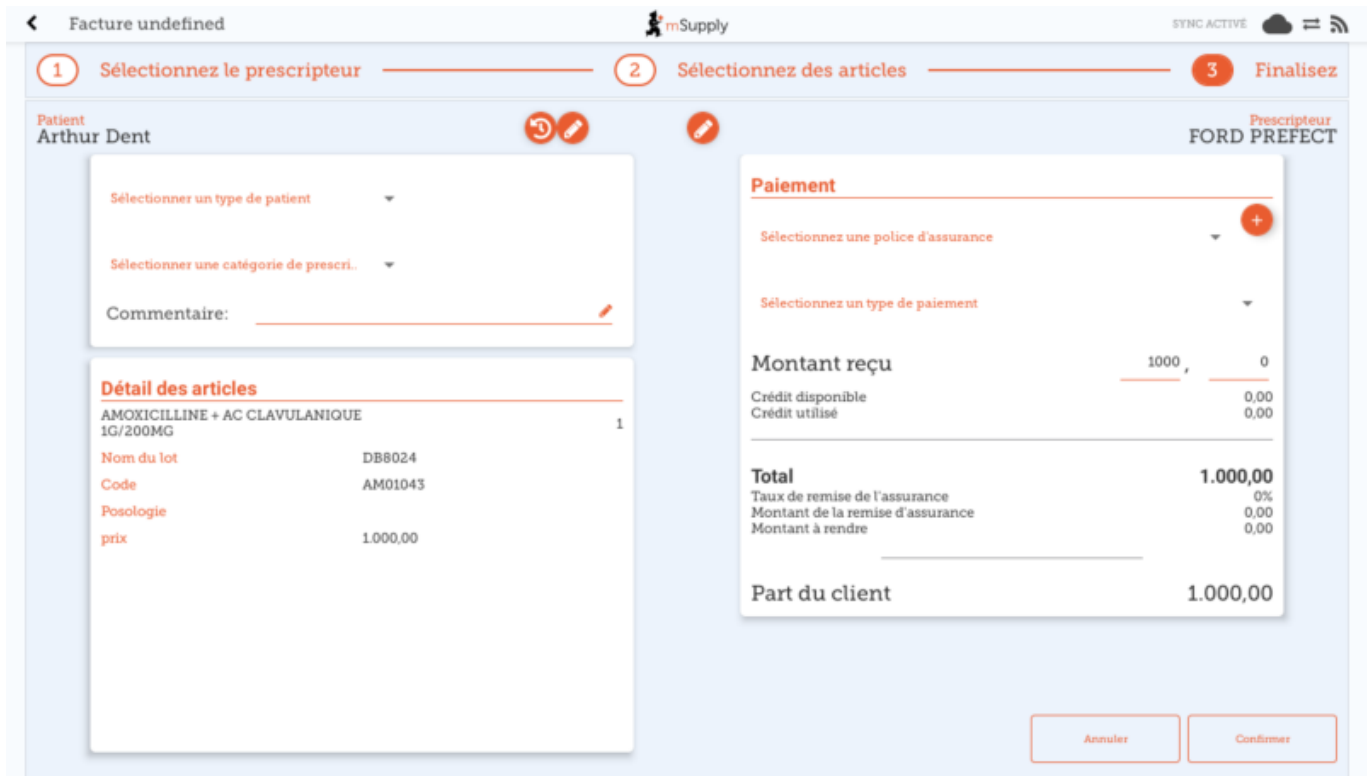 Facture undefined
mSupply
SYNC ACTIVÉ
1 Sélectionnez le prescripteur
2 Sélectionnez des articles
3 Finalisez
Patient
Arthur Dent
Prescripteur
FORD PREFECT
Sélectionner un type de patient
Sélectionner une catégorie de prescri..
Commentaire:
Détail des articles
AMOXICILLINE + AC CLAVULANIQUE
1G/200MG
1
Nom du lot DB8024
Code AM01043
Posologie
prix 1.000,00
Paiement
+
Sélectionnez une police d'assurance
Sélectionnez un type de paiement
Montant reçu 1000 , 0
Crédit disponible 0,00
Crédit utilisé 0,00
Total 1.000,00
Taux de remise de l'assurance 0%
Montant de la remise d'assurance 0,00
Montant à rendre 0,00
Part du client 1.000,00
Annuler
Confirmer